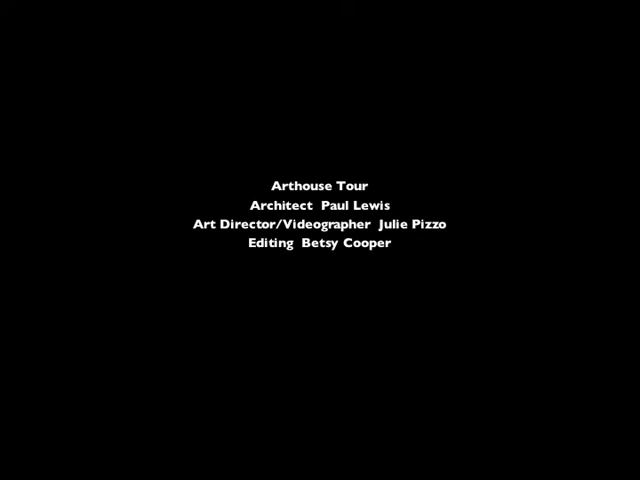 Arthouse Tour
Architect  Paul Lewis
Art Director/Videographer  Julie Pizzo
Editing  Betsy Cooper